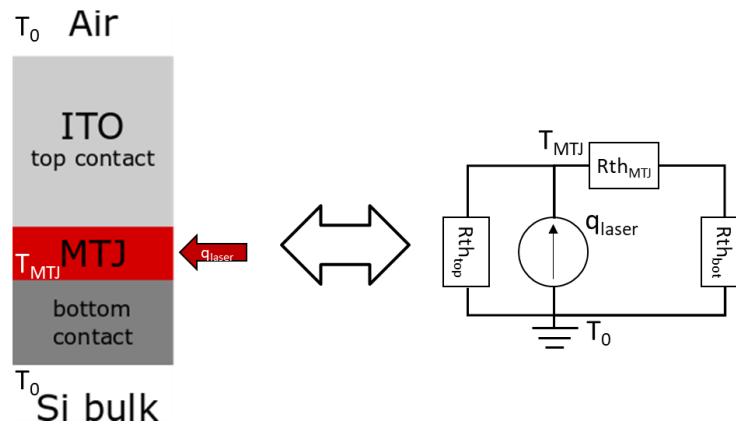 T0 Air
ITO
top contact
MTJ
TMTJ
qlaser
bottom
contact
T0
Si bulk
TMTJ
RthMTJ
Rthtop
qlaser
Rthbot
T0